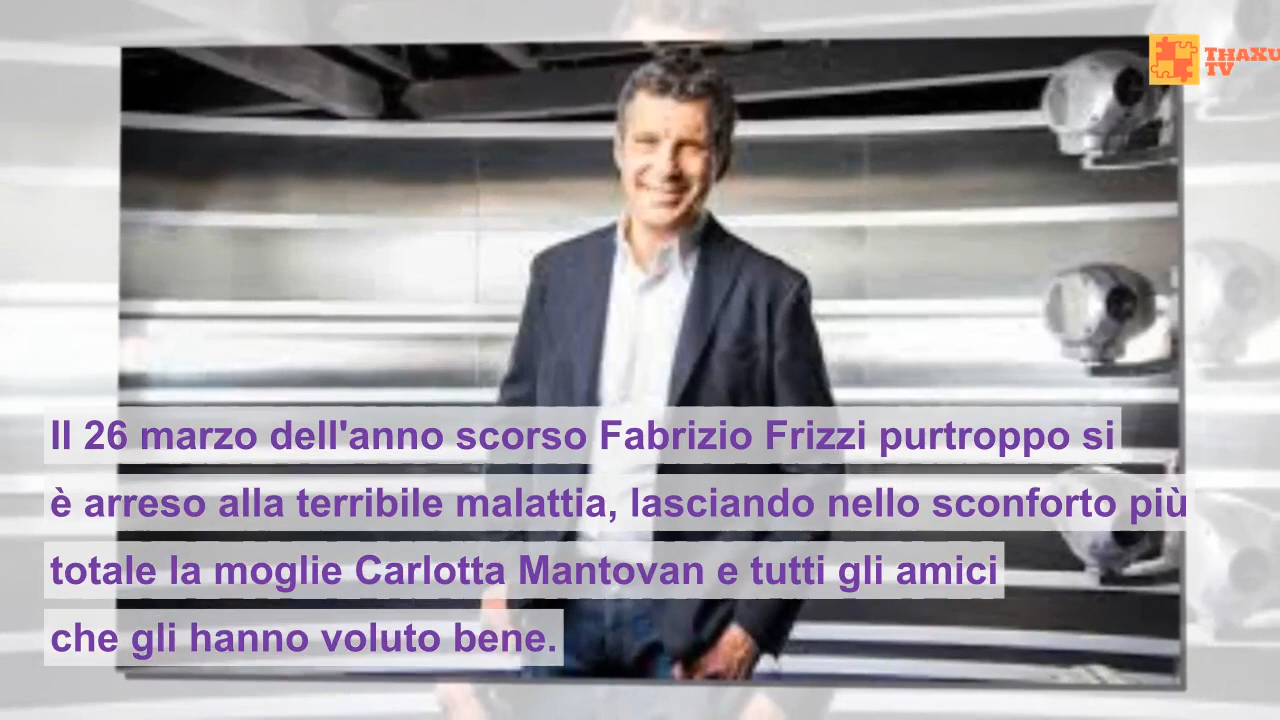 THAXU
TV
Il 26 marzo dell'anno scorso Fabrizio Frizzi purtroppo si
è arreso alla terribile malattia, lasciando nello sconforto più
totale la moglie Carlotta Mantovan e tutti gli amici
che gli hanno voluto bene.